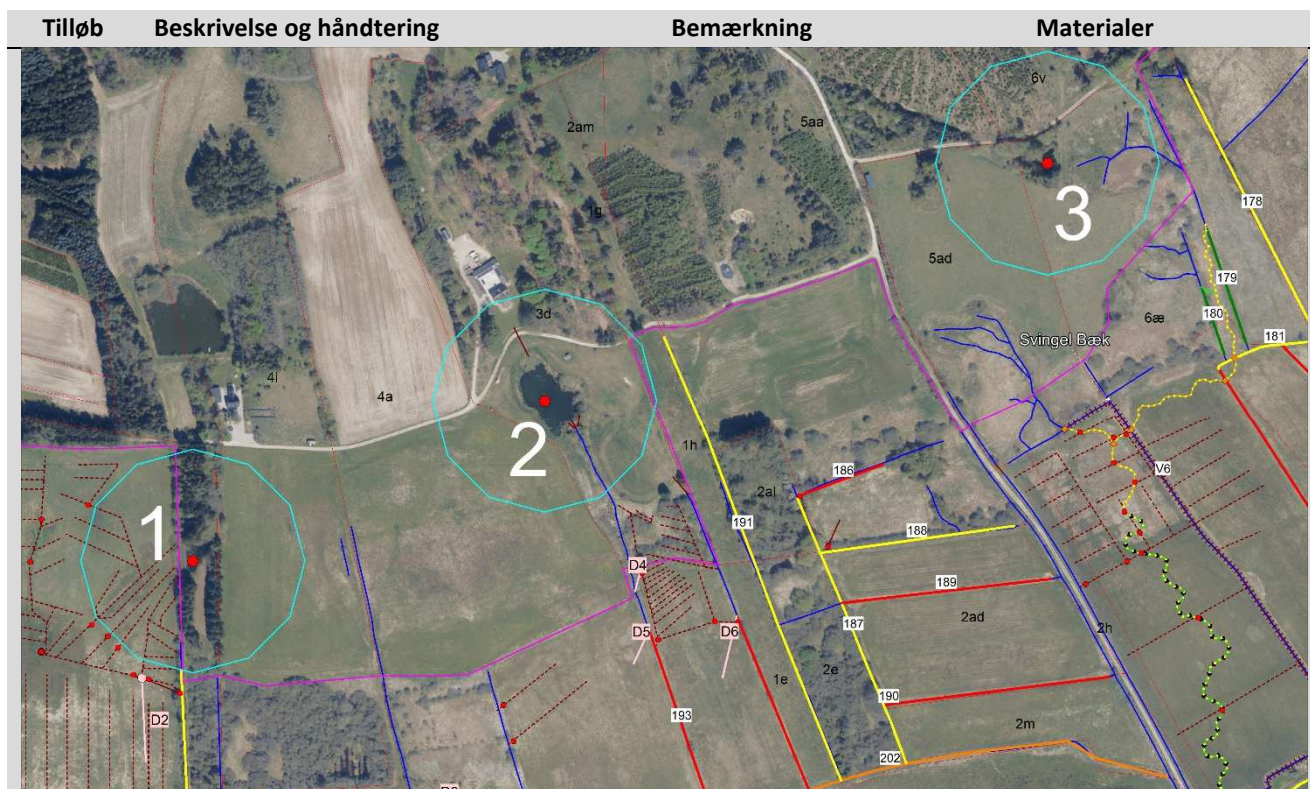 Tilløb Beskrivelse og håndtering Bemærkning Materialer
6v
5aa
2am
3
178
1g
5ad
179
3d
6æ
180
Svingel Bæk
181
4i
4a
2
1h
V6
186
2al
191
1
188
D4
189
2ad
D5
D6
187
2h
2e
1e
190
D2
193
2m
202